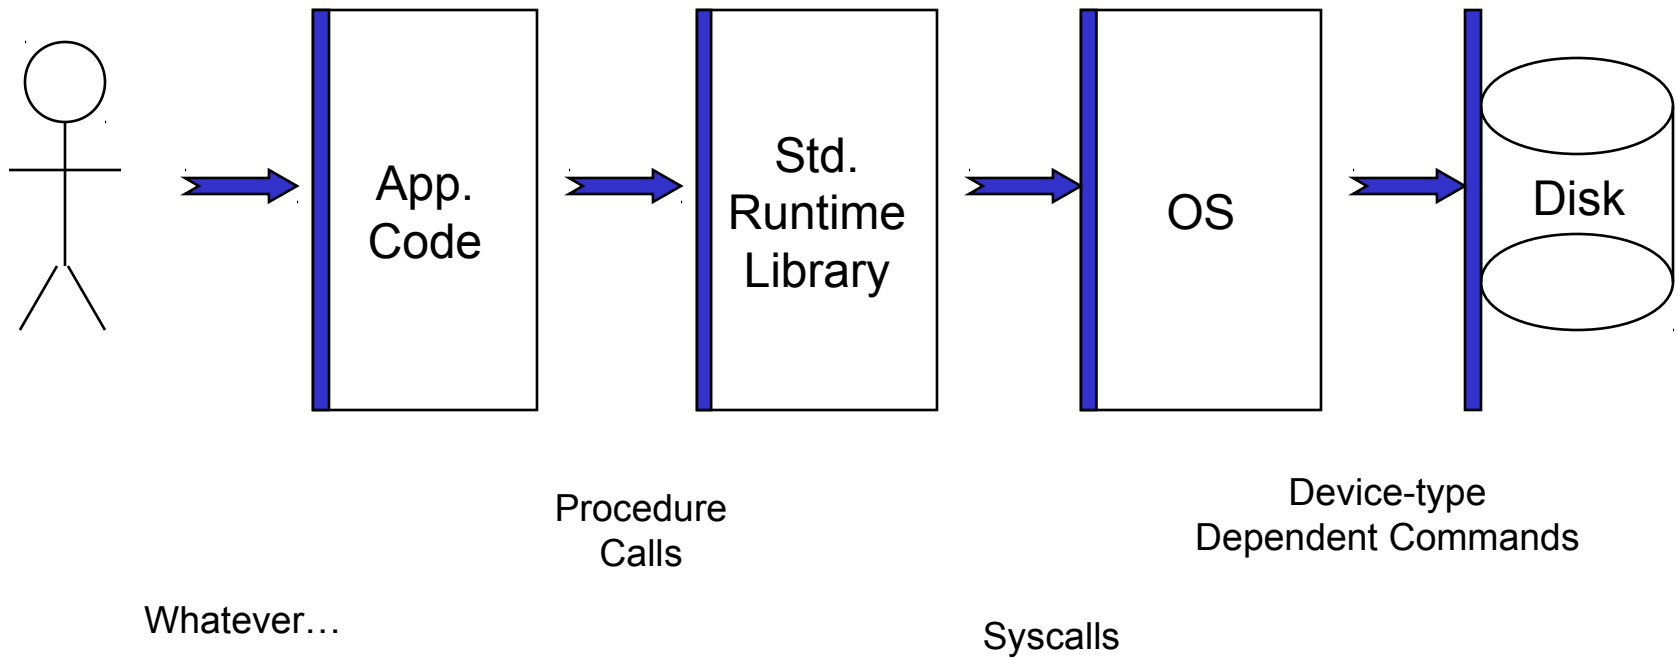 App.
Code
Std.
Runtime
Library
OS
Disk
Procedure
Calls
Device-type
Dependent Commands
Whatever…
Syscalls